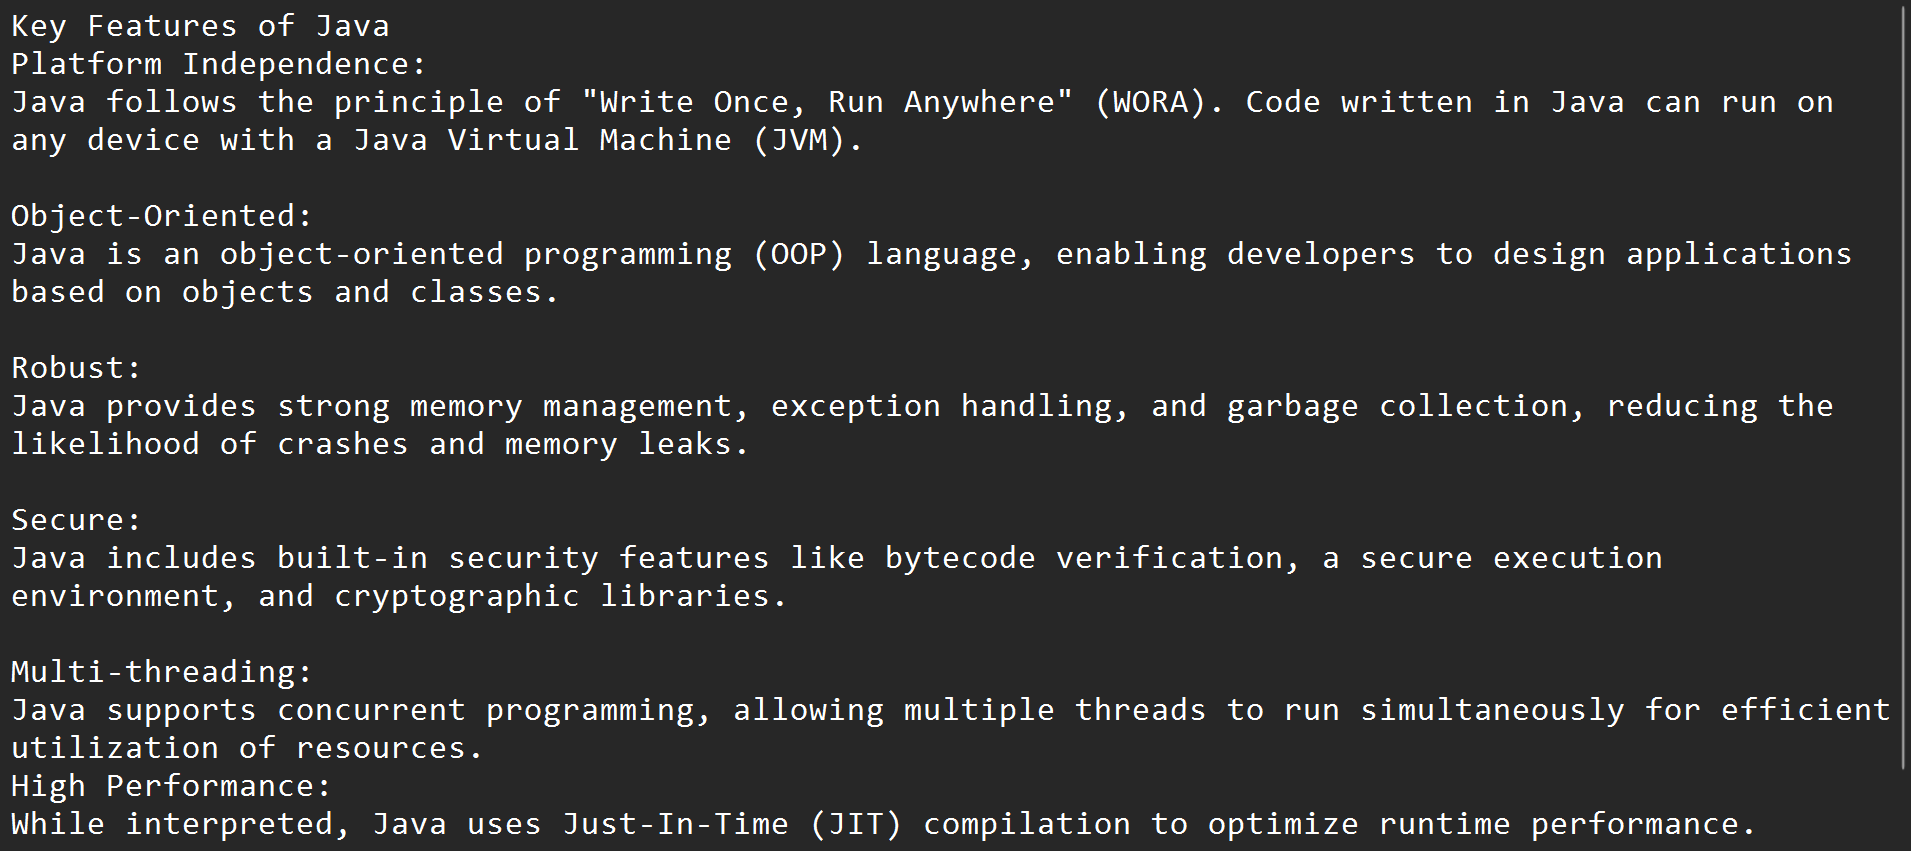 Key Features of Java
Platform Independence:
Java follows the principle of "Write Once, Run Anywhere" (WORA). Code written in Java can run on
any device with a Java Virtual Machine (JVM).
Object-Oriented:
Java is an object-oriented programming (OOP) language, enabling developers to design applications
based on objects and classes.
Robust:
Java provides strong memory management, exception handling, and garbage collection, reducing the
likelihood of crashes and memory leaks.
Secure:
Java includes built-in security features like bytecode verification, a secure execution
environment, and cryptographic libraries.
Multi-threading:
Java supports concurrent programming, allowing multiple threads to run simultaneously for efficient
utilization of resources.
High Performance:
While interpreted, Java uses Just-In-Time (JIT) compilation to optimize runtime performance.